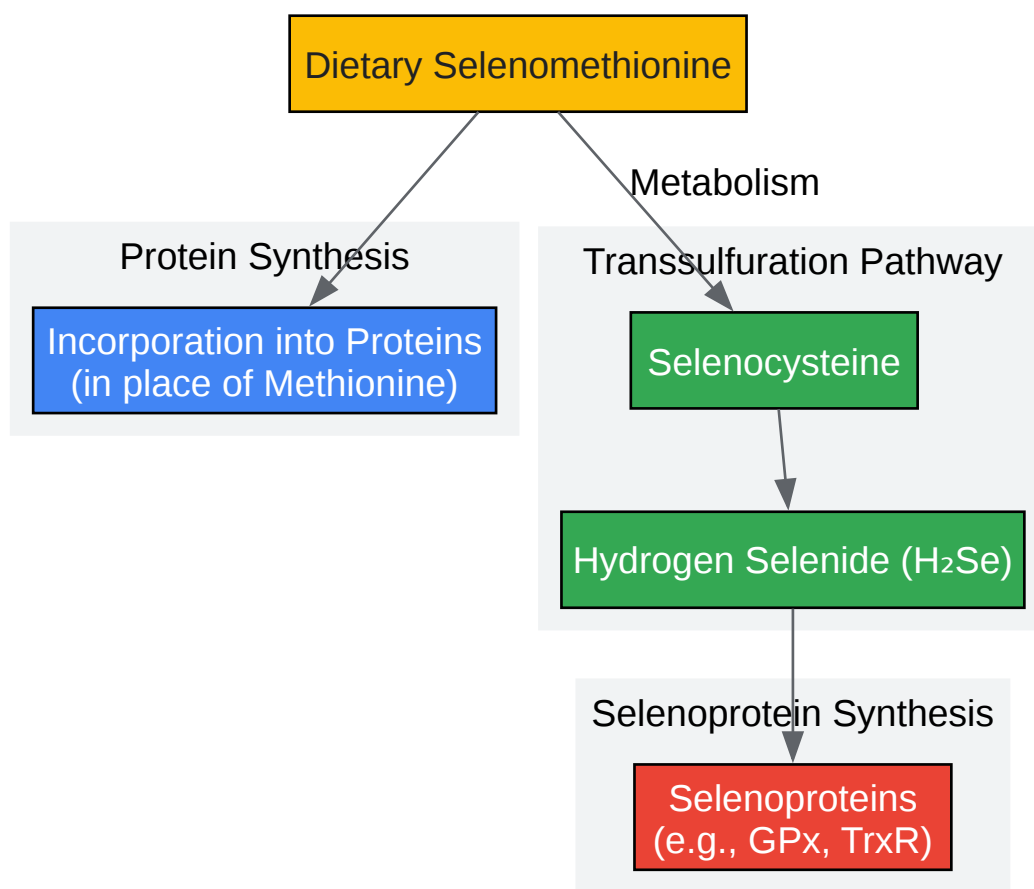 Dietary Selenomethionine
Metabolism
Protein Synthesis
Incorporation into Proteins
(in place of Methionine)
Transsulfuration Pathway
Selenocysteine
Hydrogen Selenide (H₂Se)
Selenoprotein Synthesis
Selenoproteins
(e.g., GPx, TrxR)